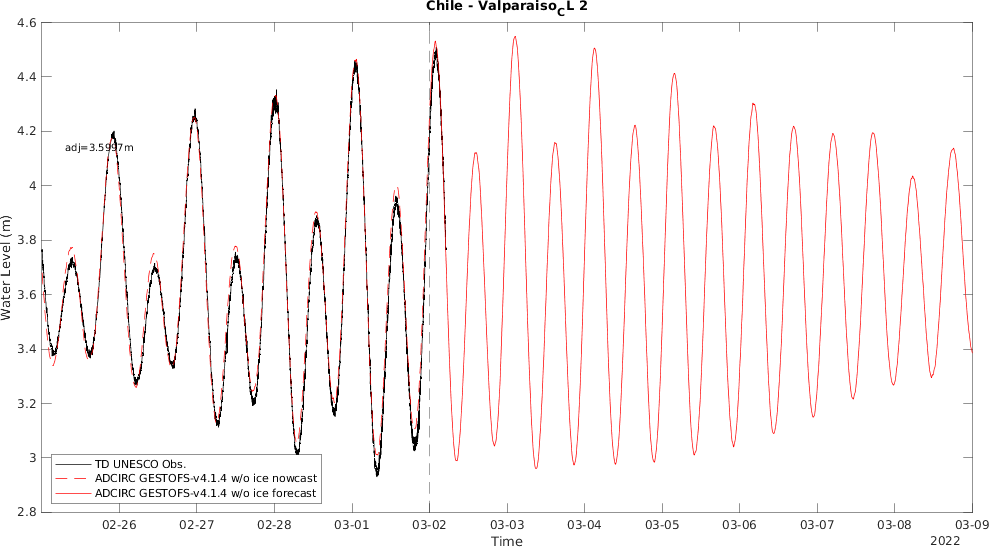 Chile - ValparaisoCL 2
Water Level (m)
4.6
4.4
4.2
4
3.8
3.6
3.4
3.2
3
2.8
adj=3.5997m
TD UNESCO Obs.
ADCIRC GESTOFS-v4.1.4 w/o ice nowcast
ADCIRC GESTOFS-v4.1.4 w/o ice forecast
02-26 02-27 02-28 03-01 03-02 03-03 03-04 03-05 03-06 03-07 03-08 03-09
Time
2022